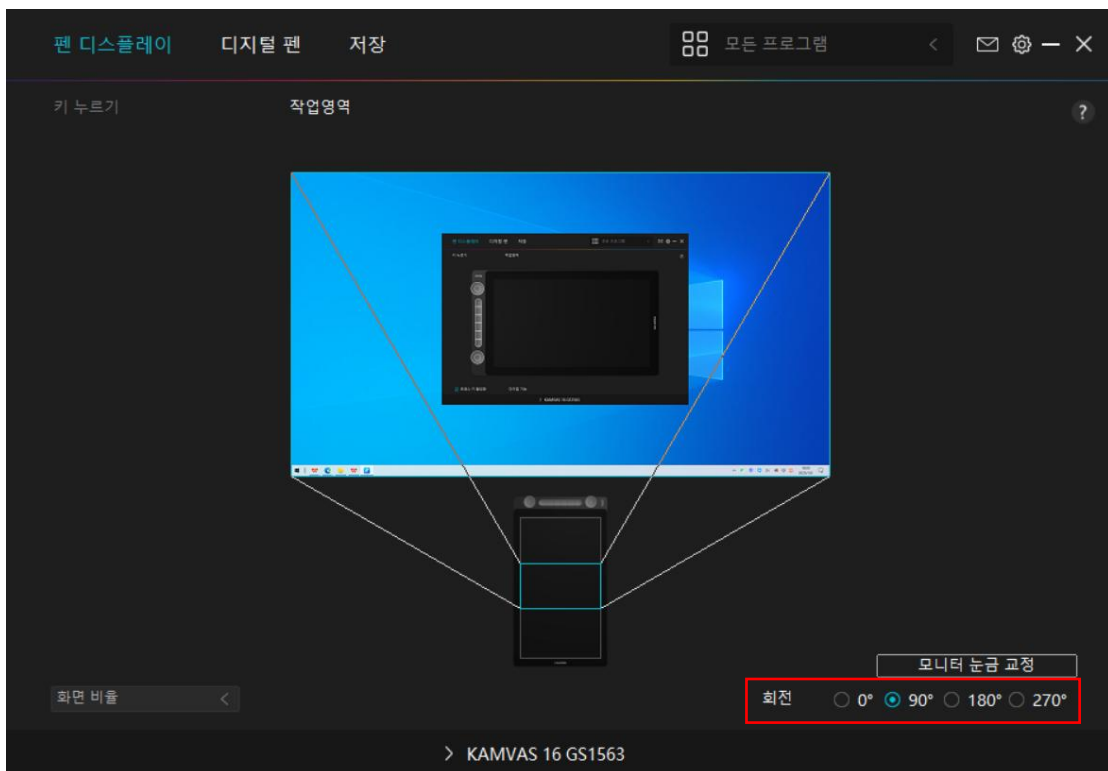 펜 디스플레이 디지털 펜 저장 모든 프로그램
키 누르기 작업영역 ?
모니터 눈금 교정
화면 비율 회전 0° 90° 180° 270°
KAMVAS 16 GS1563